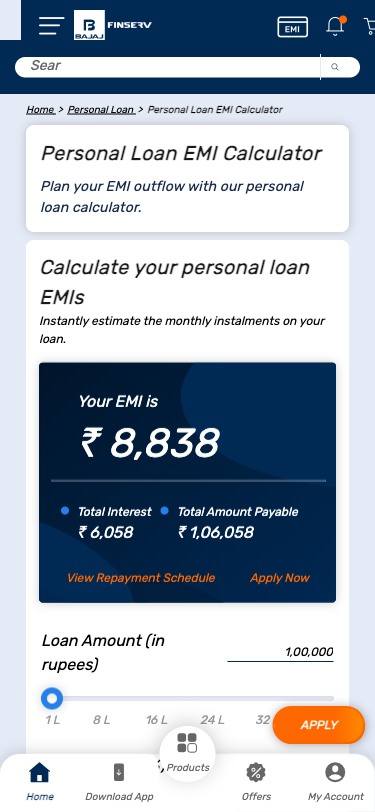 BAJAJ FINSERV
EMI
Sear
Home > Personal Loan > Personal Loan EMI Calculator
Personal Loan EMI Calculator
Plan your EMI outflow with our personal
loan calculator.
Calculate your personal loan
EMIs
Instantly estimate the monthly instalments on your
loan.
Your EMI is
₹ 8,838
Total Interest
₹ 6,058
Total Amount Payable
₹ 1,06,058
View Repayment Schedule
Apply Now
Loan Amount (in
rupees)
1,00,000
1 L 8 L 16 L 24 L 32
APPLY
Home
Download App
Products
Offers
My Account